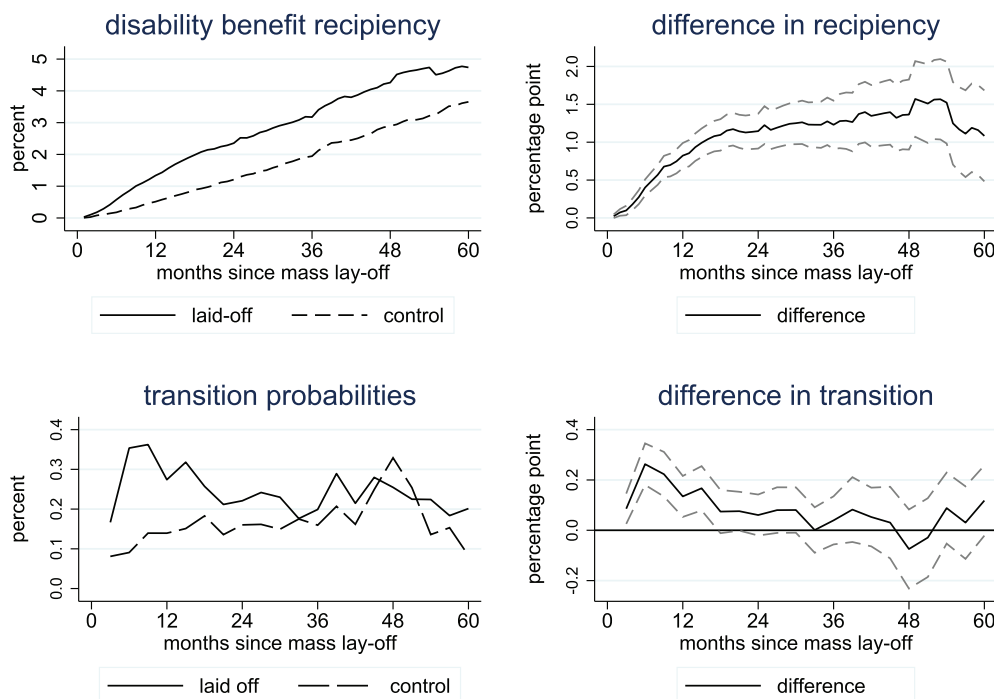 disability benefit recipiency
percent
5
4
3
2
1
0
0 12 24 36 48 60
months since mass lay-off
laid-off control
difference in recipiency
percentage point
2.0
1.5
1.0
0.5
0.0
0 12 24 36 48 60
months since mass lay-off
difference
transition probabilities
percent
0.4
0.3
0.2
0.1
0.0
0 12 24 36 48 60
months since mass lay-off
laid off control
difference in transition
percentage point
0.4
0.2
0.0
-0.2
0 12 24 36 48 60
months since mass lay-off
difference